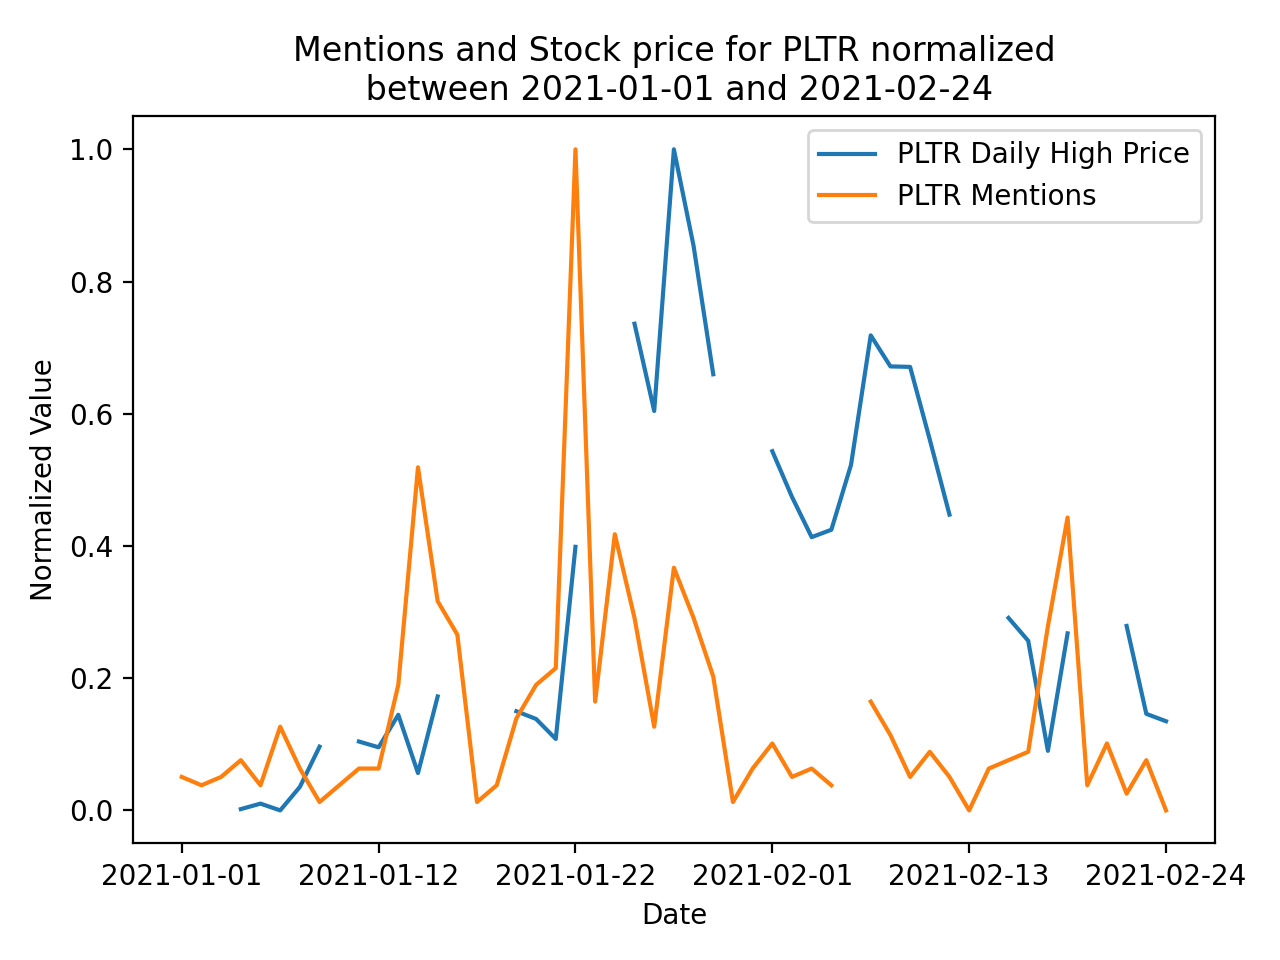 Mentions and Stock price for PLTR normalized
between 2021-01-01 and 2021-02-24
PLTR Daily High Price
PLTR Mentions
1.0
0.8
0.6
0.4
0.2
0.0
Normalized Value
2021-01-01 2021-01-12 2021-01-22 2021-02-01 2021-02-13 2021-02-24
Date